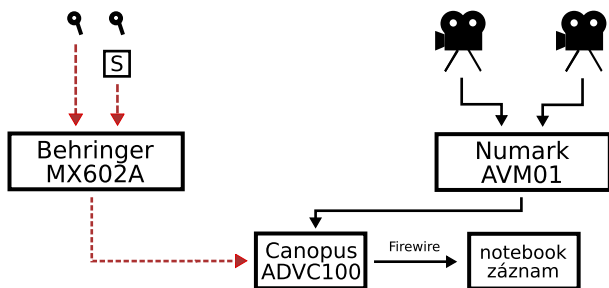 S
Behringer
MX602A
Numark
AVM01
Canopus
ADVC100
Firewire
notebook
záznam